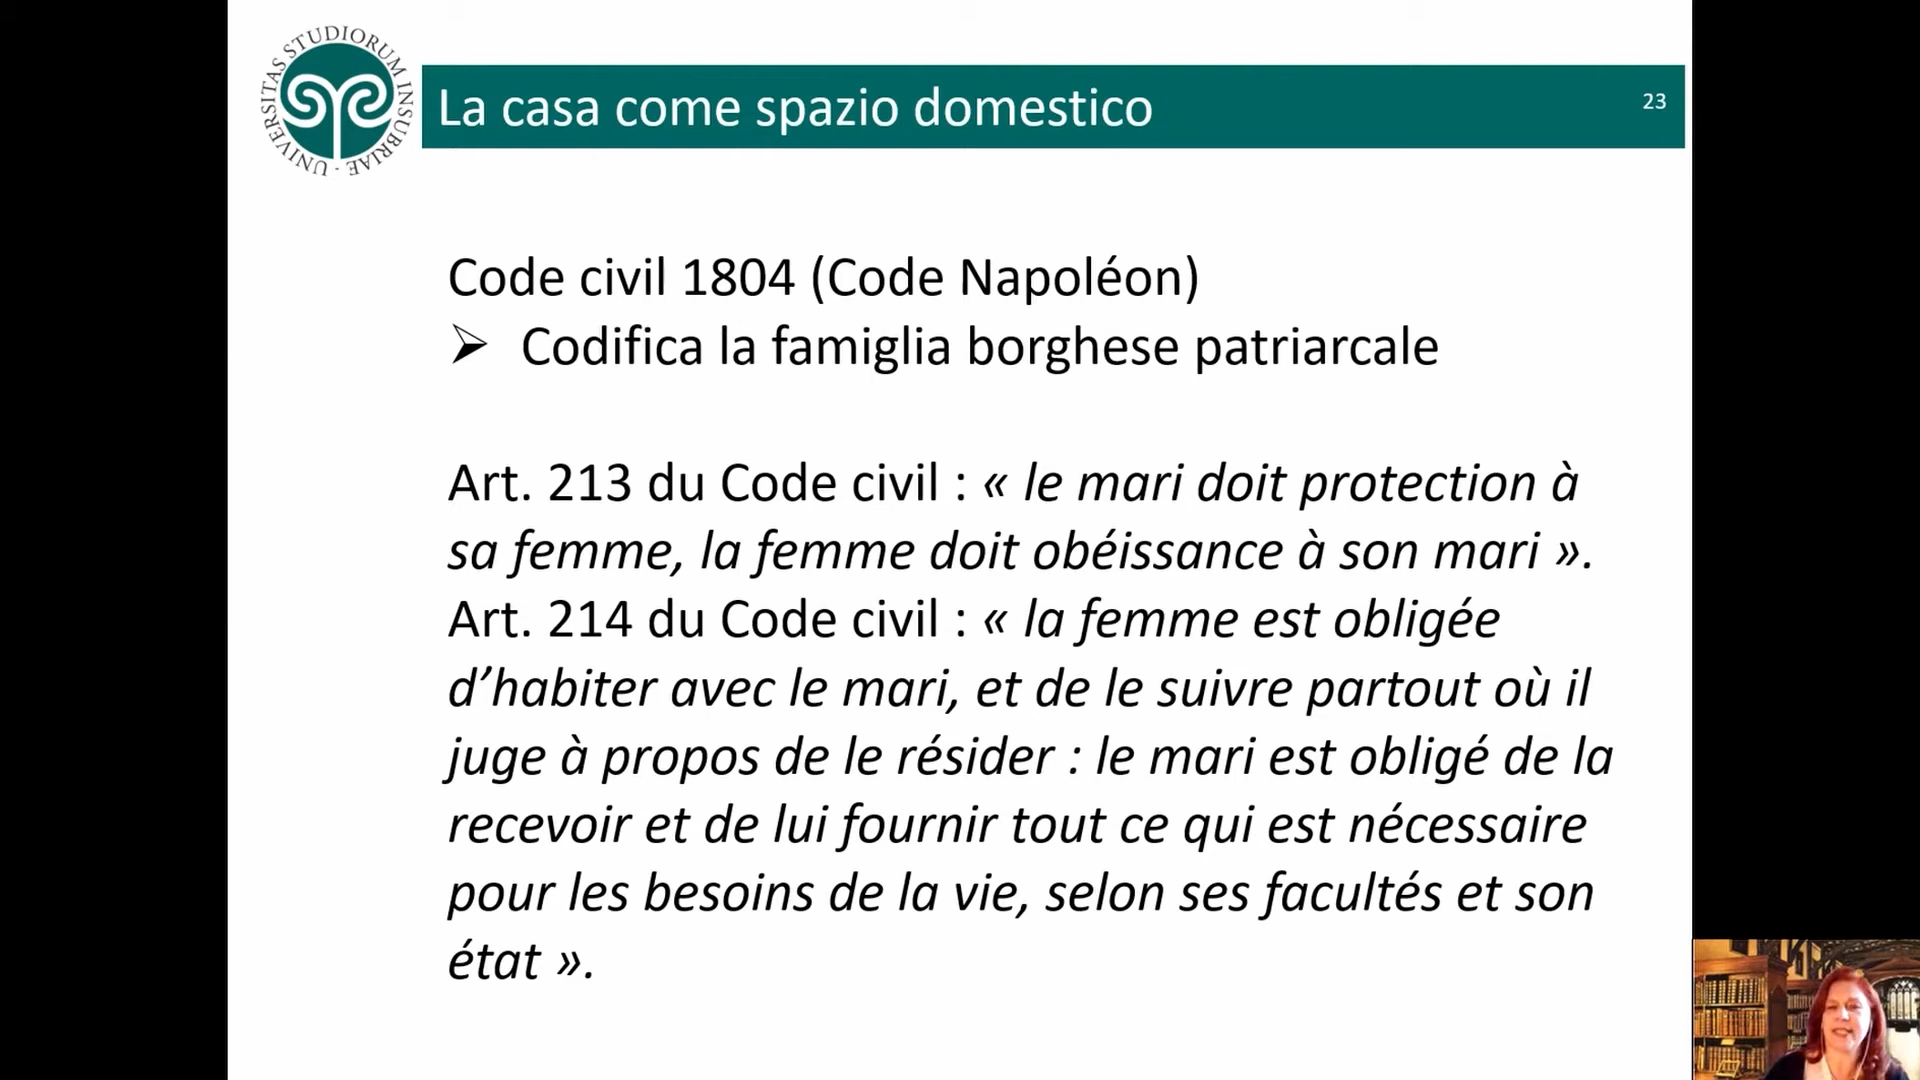 UNIVERSITAS STUDIORUM INSUBRIAE
La casa come spazio domestico
23
Code civil 1804 (Code Napoléon)
➢ Codifica la famiglia borghese patriarcale
Art. 213 du Code civil : « le mari doit protection à
sa femme, la femme doit obéissance à son mari ».
Art. 214 du Code civil : « la femme est obligée
d’habiter avec le mari, et de le suivre partout où il
juge à propos de le résider : le mari est obligé de la
recevoir et de lui fournir tout ce qui est nécessaire
pour les besoins de la vie, selon ses facultés et son
état ».